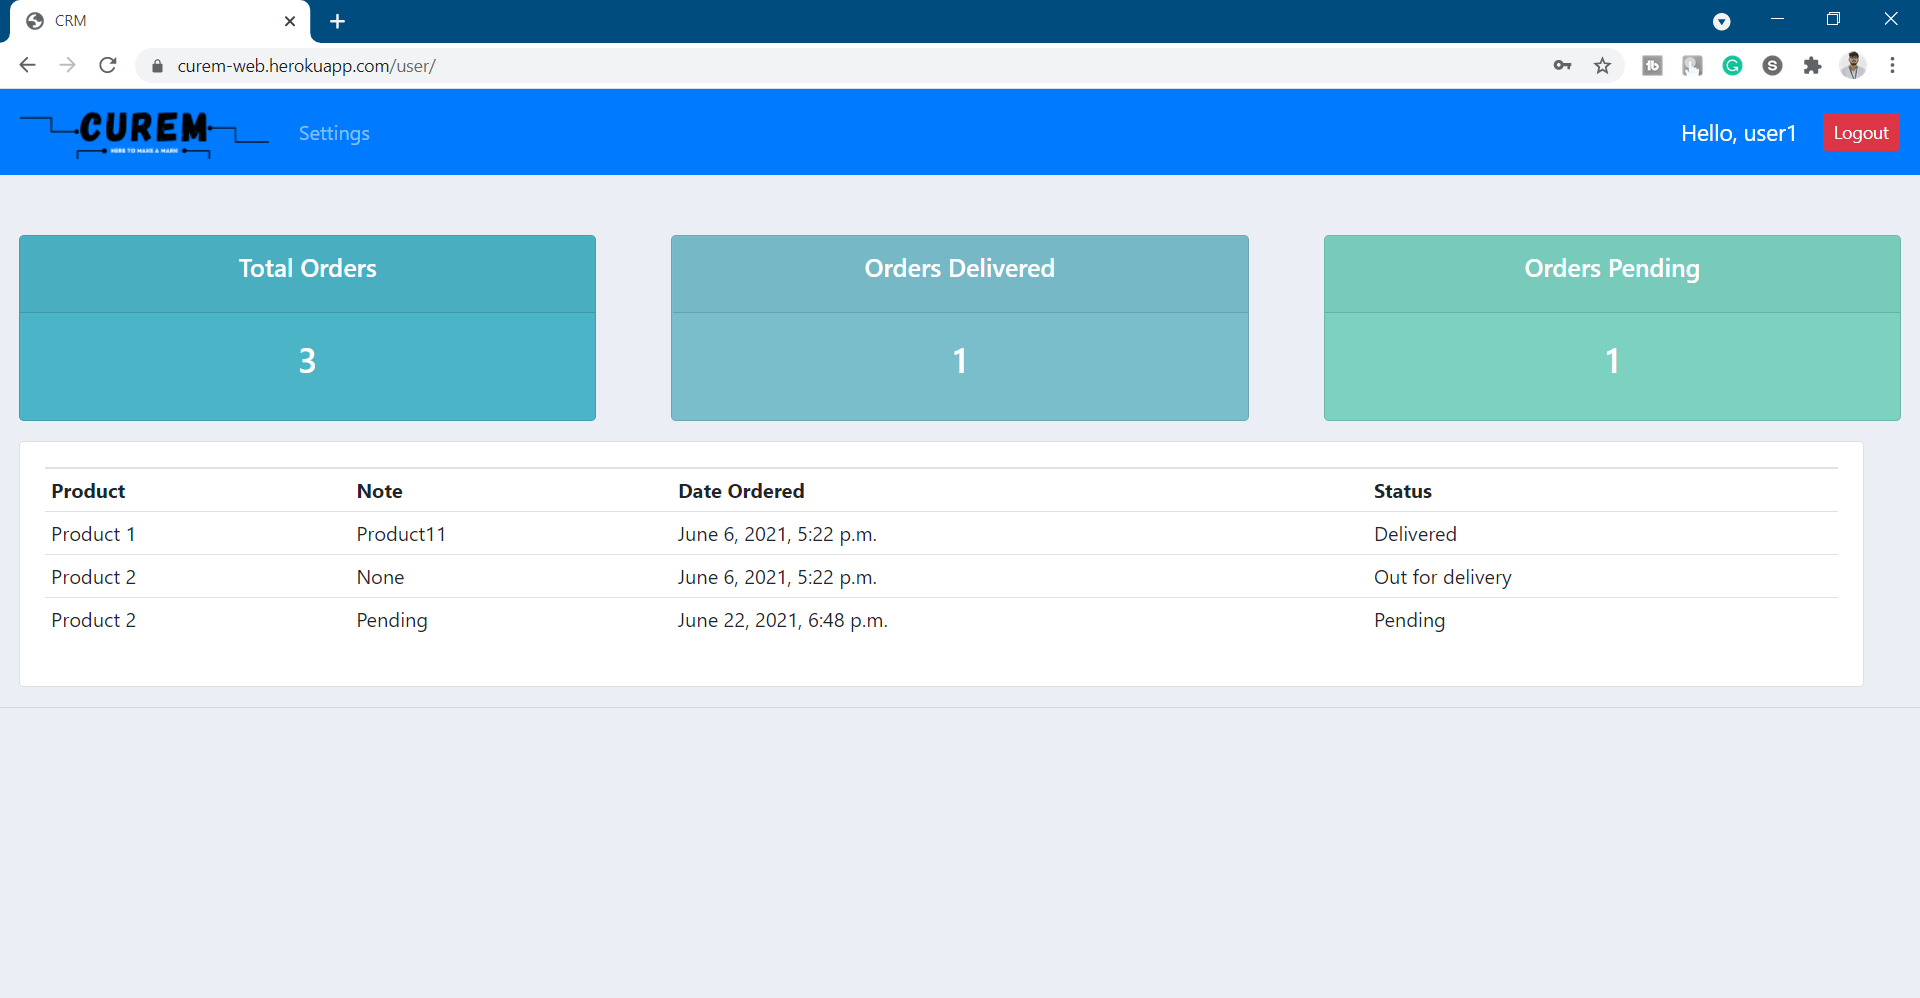 CRM
curem-web.herokuapp.com/user/
CUREM
HERE TO MAKE A MARK
Settings
Hello, user1
Logout
Total Orders
3
Orders Delivered
1
Orders Pending
1
Product Note Date Ordered Status
Product 1 Product11 June 6, 2021, 5:22 p.m. Delivered
Product 2 None June 6, 2021, 5:22 p.m. Out for delivery
Product 2 Pending June 22, 2021, 6:48 p.m. Pending